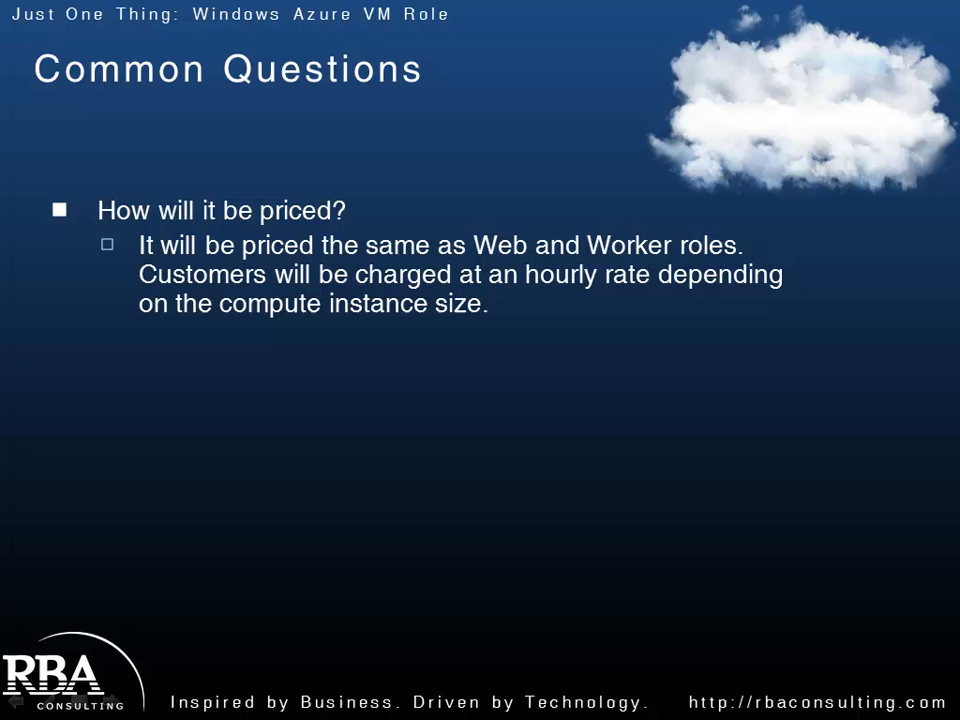 Just One Thing: Windows Azure VM Role
Common Questions
How will it be priced?
It will be priced the same as Web and Worker roles.
Customers will be charged at an hourly rate depending
on the compute instance size.
RBA
CONSULTING
Inspired by Business. Driven by Technology. http://rbaconsulting.com